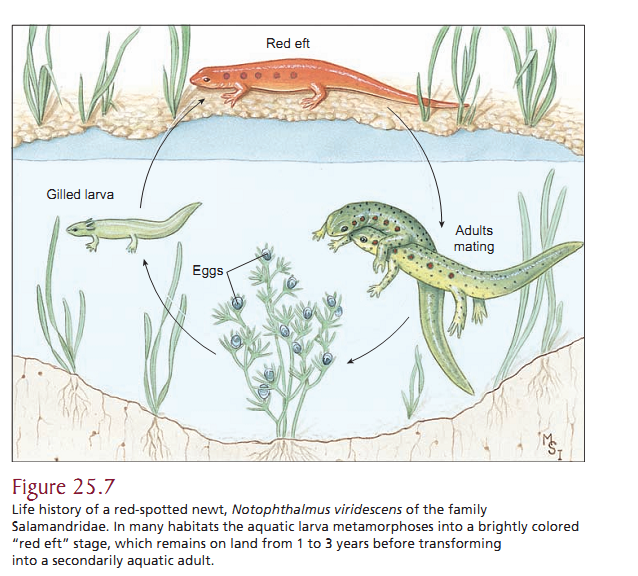 Red eft
Gilled larva
Adults
mating
Eggs
MSI
Figure 25.7
Life history of a red-spotted newt, Notophthalmus viridescens of the family
Salamandridae. In many habitats the aquatic larva metamorphoses into a brightly colored
“red eft” stage, which remains on land from 1 to 3 years before transforming
into a secondarily aquatic adult.